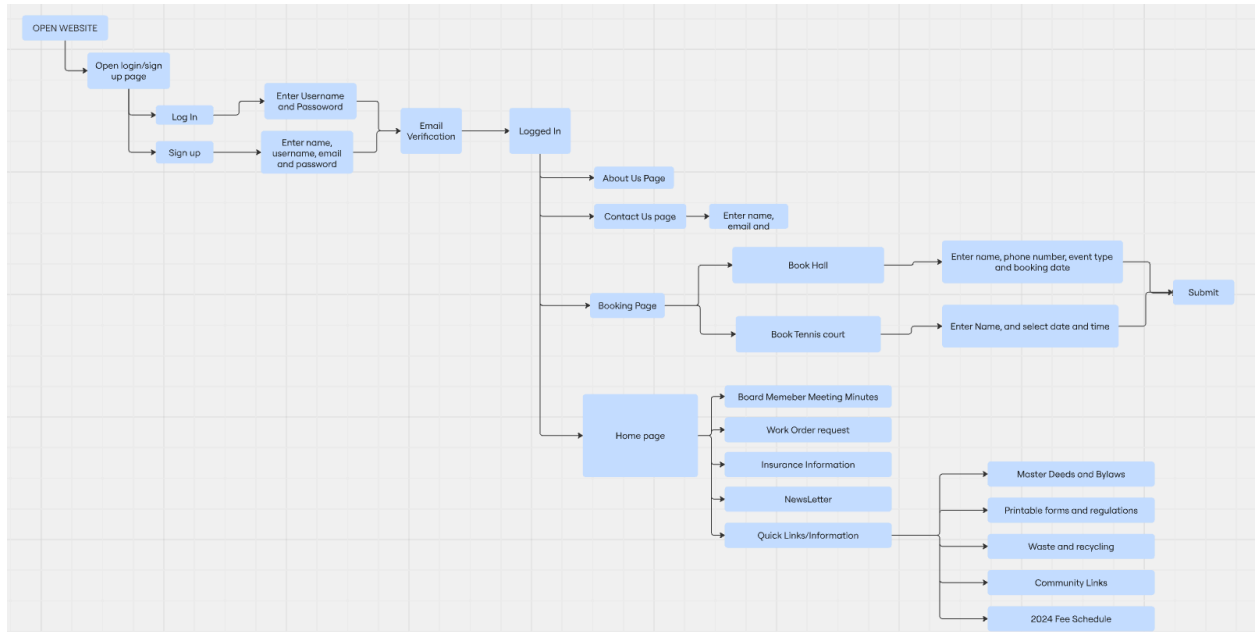 OPEN WEBSITE
Open login/sign
up page
Log In
Enter Username
and Passoword
Sign up
Enter name,
username, email
and password
Email
Verification
Logged In
About Us Page
Contact Us page
Enter name,
email and
Booking Page
Book Hall
Enter name, phone number, event type
and booking date
Book Tennis court
Enter Name, and select date and time
Submit
Home page
Board Memeber Meeting Minutes
Work Order request
Insurance Information
NewsLetter
Quick Links/Information
Master Deeds and Bylaws
Printable forms and regulations
Waste and recycling
Community Links
2024 Fee Schedule